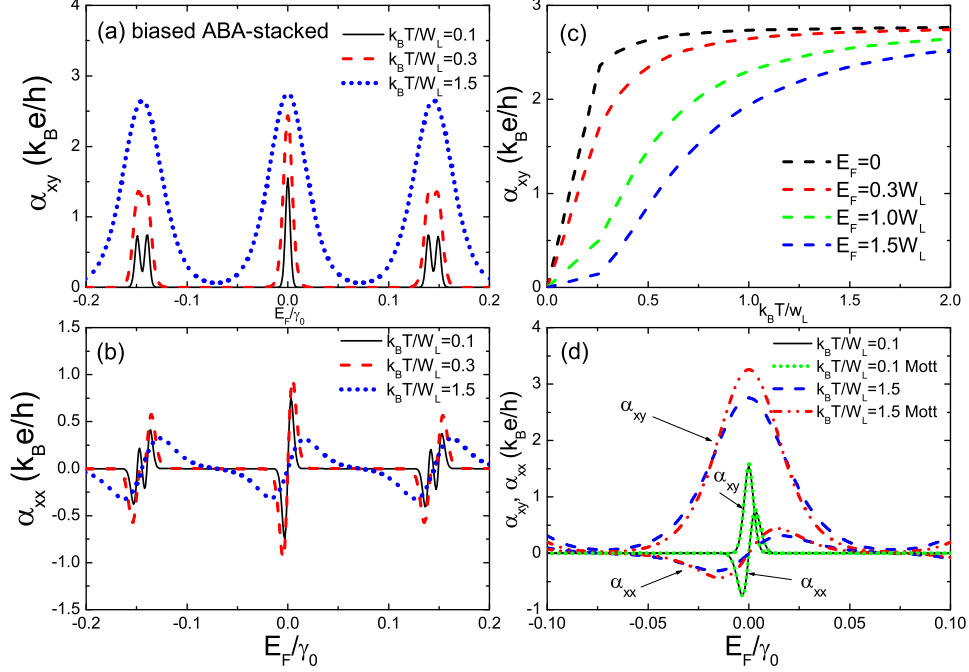 (a) biased ABA-stacked
k_BT/W_L=0.1
k_BT/W_L=0.3
k_BT/W_L=1.5
α_xy (k_Be/h)
4
3
2
1
0
-0.2 -0.1 0.0 0.1 0.2
E_F/γ_0
(c)
E_F=0
E_F=0.3W_L
E_F=1.0W_L
E_F=1.5W_L
α_xy (k_Be/h)
3
2
1
0
0.0 0.5 1.0 1.5 2.0
k_BT/w_L
(b)
k_BT/W_L=0.1
k_BT/W_L=0.3
k_BT/W_L=1.5
α_xx (k_Be/h)
1.5
1.0
0.5
0.0
-0.5
-1.0
-1.5
-0.2 -0.1 0.0 0.1 0.2
E_F/γ_0
(d)
k_BT/W_L=0.1
k_BT/W_L=0.1 Mott
k_BT/W_L=1.5
k_BT/W_L=1.5 Mott
α_xy, α_xx (k_Be/h)
4
3
2
1
0
-1
α_xy
α_xy
α_xx
α_xx
-0.10 -0.05 0.00 0.05 0.10
E_F/γ_0